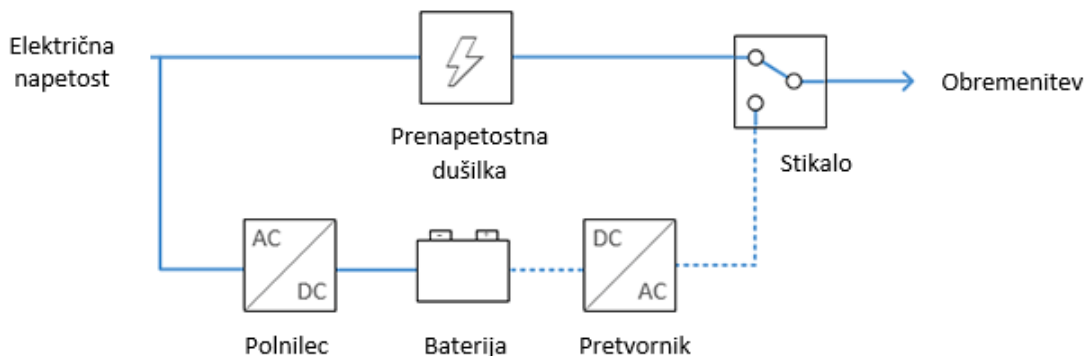 Električna
napetost
Prenapetostna
dušilka
Stikalo
Obremenitev
AC
DC
Polnilec
- +
Baterija
DC
AC
Pretvornik